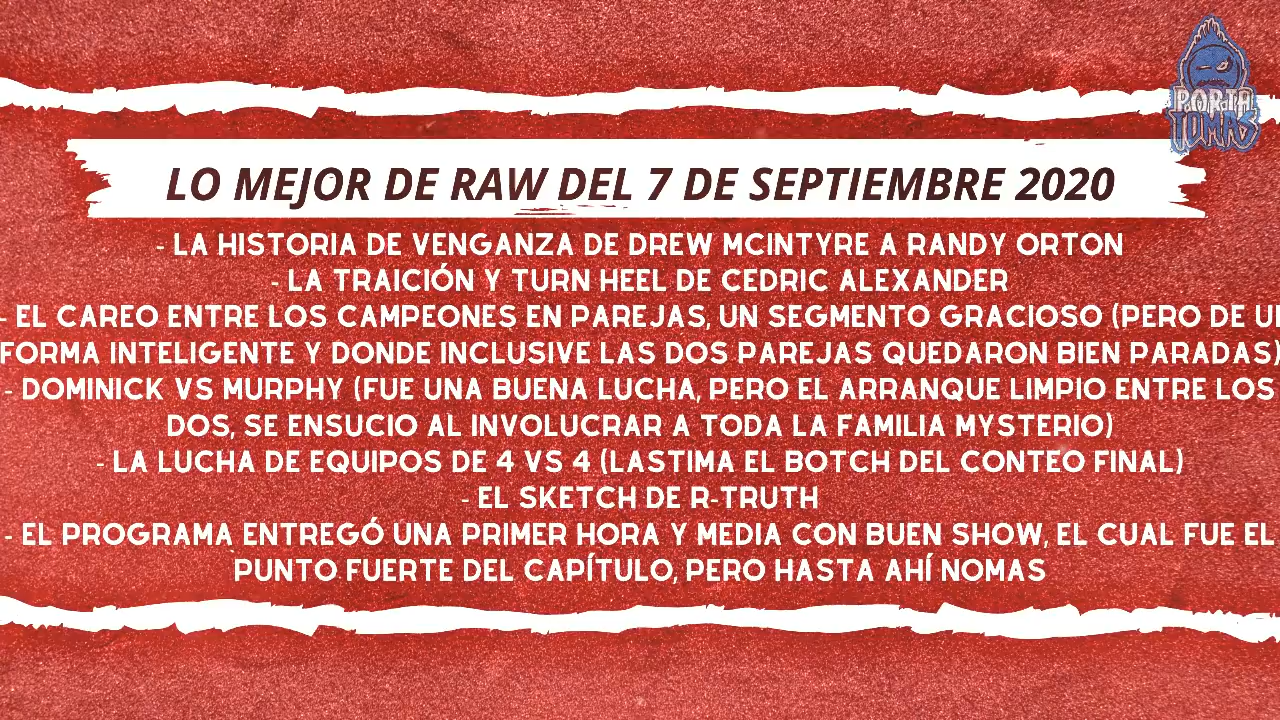 PORTA
TOMAS
LO MEJOR DE RAW DEL 7 DE SEPTIEMBRE 2020
- LA HISTORIA DE VENGANZA DE DREW MCINTYRE A RANDY ORTON
- LA TRAICIÓN Y TURN HEEL DE CEDRIC ALEXANDER
- EL CAREO ENTRE LOS CAMPEONES EN PAREJAS, UN SEGMENTO GRACIOSO (PERO DE
FORMA INTELIGENTE Y DONDE INCLUSIVE LAS DOS PAREJAS QUEDARON BIEN PARADAS)
- DOMINICK VS MURPHY (FUE UNA BUENA LUCHA, PERO EL ARRANQUE LIMPIO ENTRE LOS
DOS, SE ENSUCIO AL INVOLUCRAR A TODA LA FAMILIA MYSTERIO)
- LA LUCHA DE EQUIPOS DE 4 VS 4 (LASTIMA EL BOTCH DEL CONTEO FINAL)
- EL SKETCH DE R-TRUTH
- EL PROGRAMA ENTREGÓ UNA PRIMER HORA Y MEDIA CON BUEN SHOW, EL CUAL FUE EL
PUNTO FUERTE DEL CAPÍTULO, PERO HASTA AHÍ NOMAS